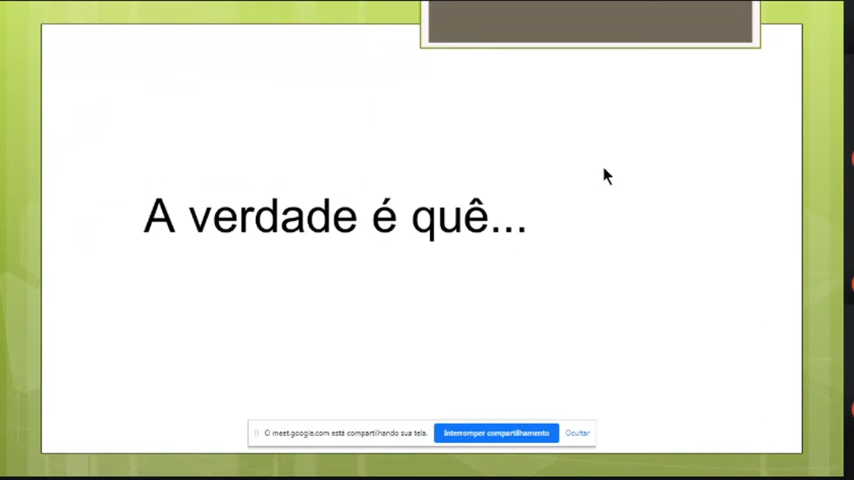 A verdade é quê...
O meet.google.com está compartilhando sua tela. Interromper compartilhamento Ocultar